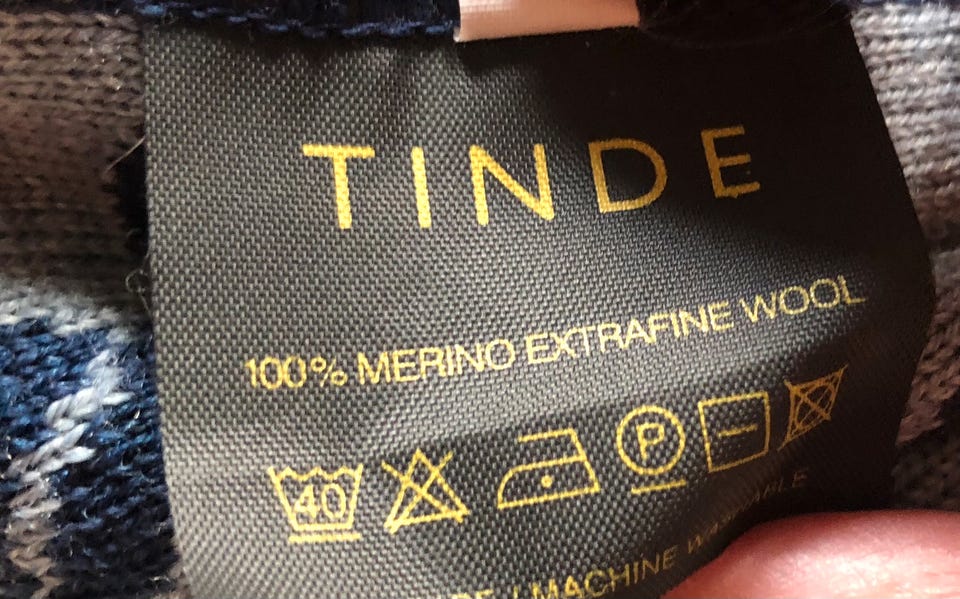 TINDE
100% MERINO EXTRAFINE WOOL
40 P
MACHINE